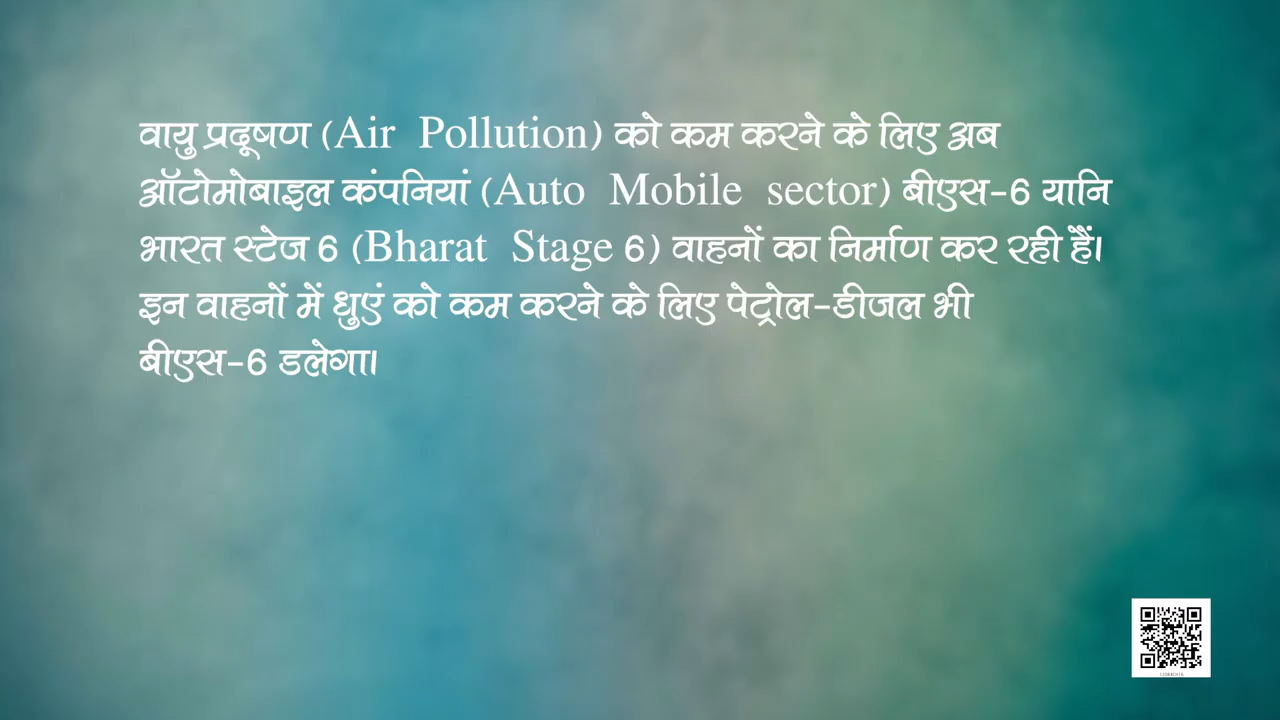 वायु प्रदूषण (Air Pollution) को कम करने के लिए अब
ऑटोमोबाइल कंपनियां (Auto Mobile sector) बीएस-6 यानि
भारत स्टेज 6 (Bharat Stage 6) वाहनों का निर्माण कर रही हैं।
इन वाहनों में धुएं को कम करने के लिए पेट्रोल-डीजल भी
बीएस-6 डलेगा।